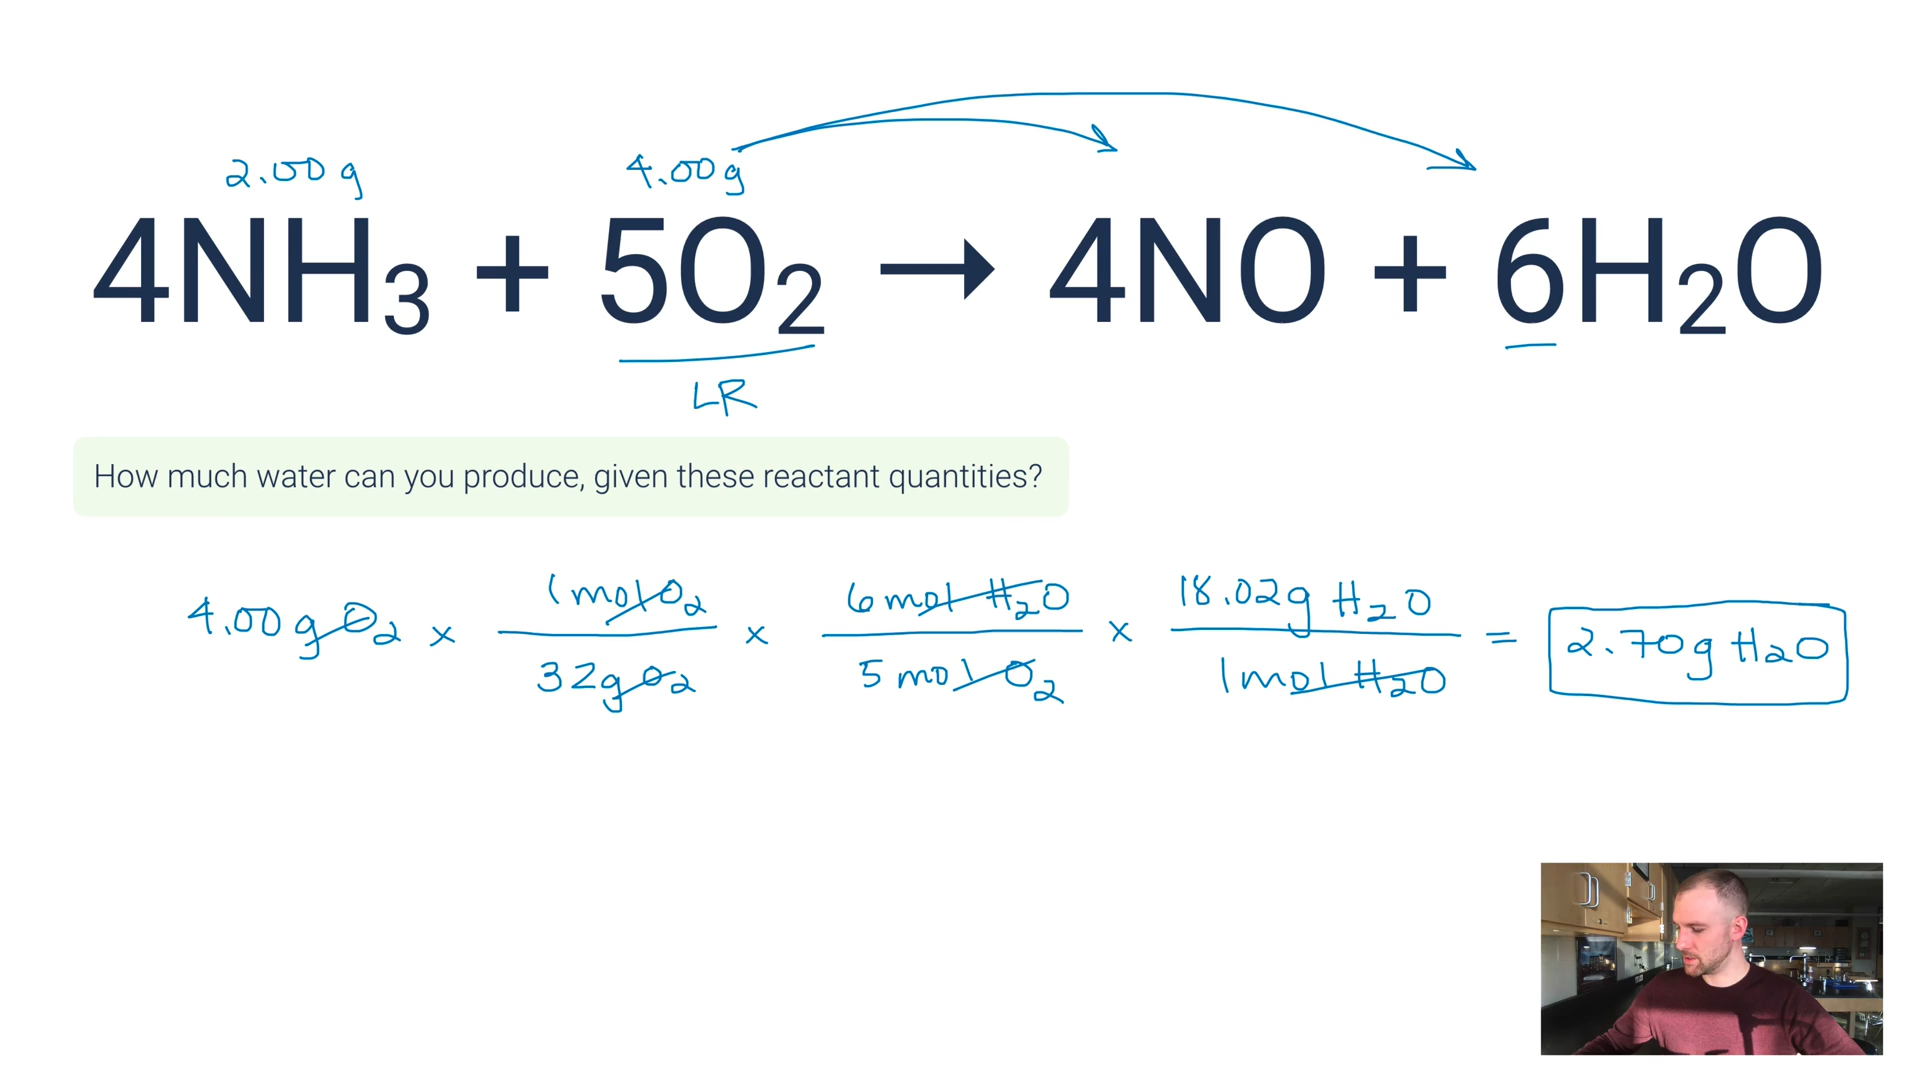 2.00 g 4.00 g
4NH₃ + 5O₂ → 4NO + 6H₂O
LR
How much water can you produce, given these reactant quantities?
1 mol O₂ 6 mol H₂O 18.02 g H₂O
4.00 g O₂ × × × = 2.70 g H₂O
32 g O₂ 5 mol O₂ 1 mol H₂O